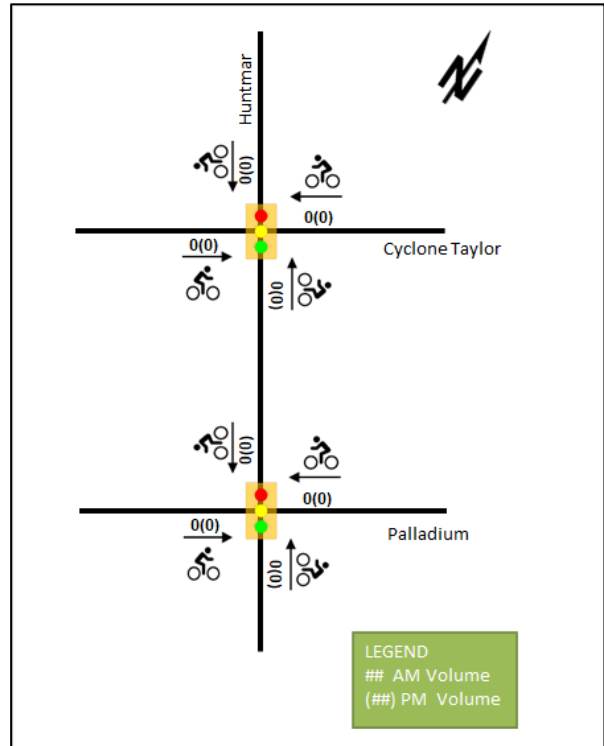 Huntmar
N
0(0)
0(0)
0(0)
Cyclone Taylor
0(0)
0(0)
0(0)
0(0)
Palladium
0(0)
LEGEND
## AM Volume
(##) PM Volume